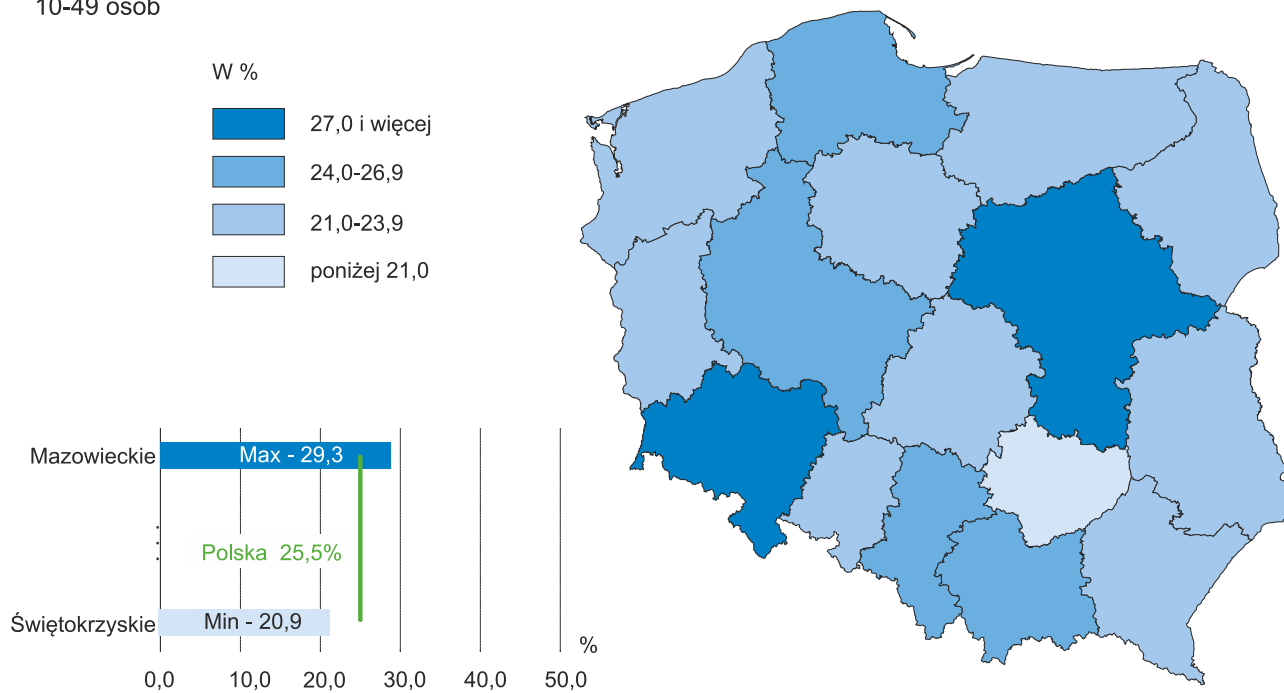 10-49 osób
W %
27,0 i więcej
24,0-26,9
21,0-23,9
poniżej 21,0
Mazowieckie
Max - 29,3
Polska 25,5%
Świętokrzyskie
Min - 20,9
%
0,0 10,0 20,0 30,0 40,0 50,0